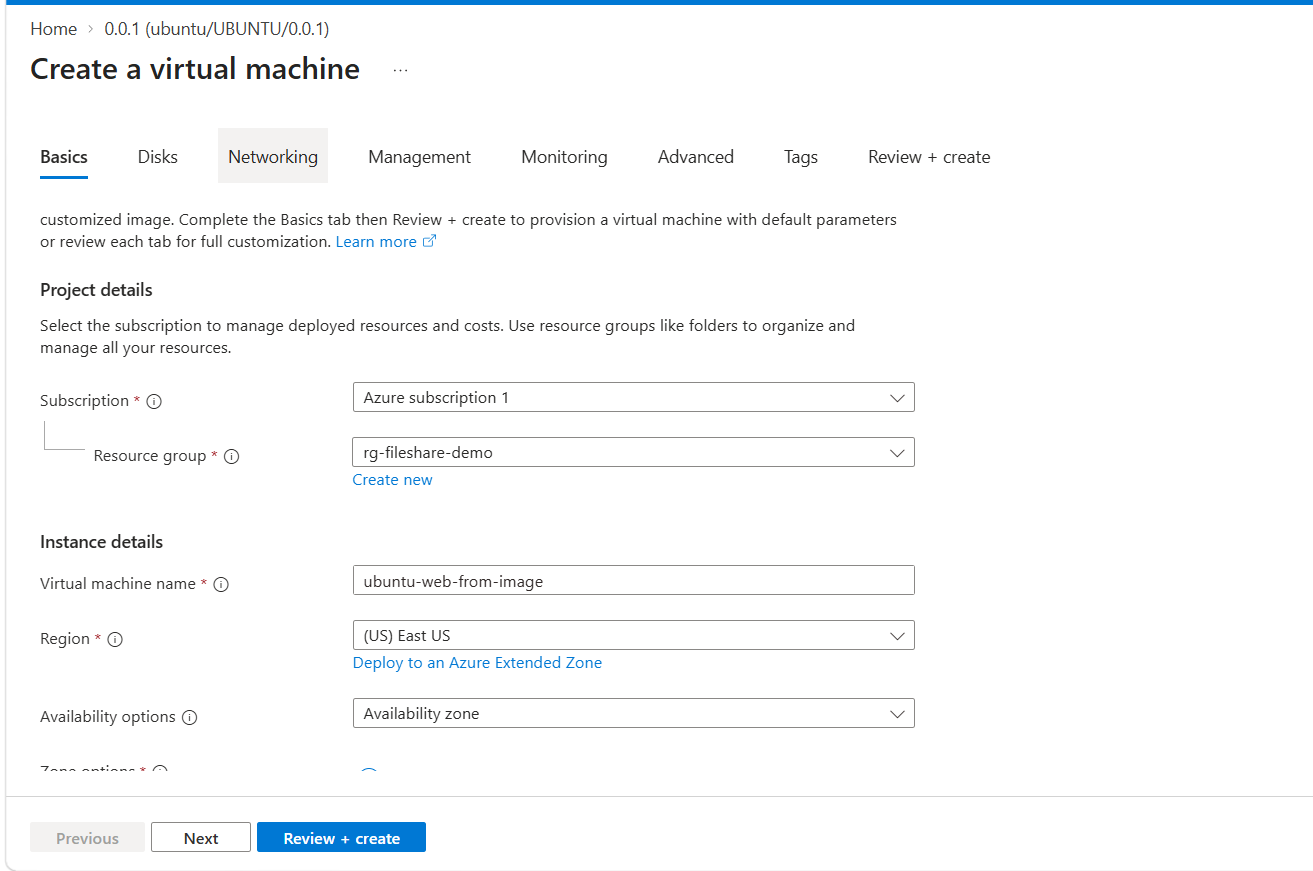 Home > 0.0.1 (ubuntu/UBUNTU/0.0.1)
Create a virtual machine ...
Basics Disks Networking Management Monitoring Advanced Tags Review + create
customized image. Complete the Basics tab then Review + create to provision a virtual machine with default parameters
or review each tab for full customization. Learn more
Project details
Select the subscription to manage deployed resources and costs. Use resource groups like folders to organize and
manage all your resources.
Subscription * Azure subscription 1
Resource group * rg-fileshare-demo
Create new
Instance details
Virtual machine name * ubuntu-web-from-image
Region * (US) East US
Deploy to an Azure Extended Zone
Availability options Availability zone
Zone options *
Previous Next Review + create